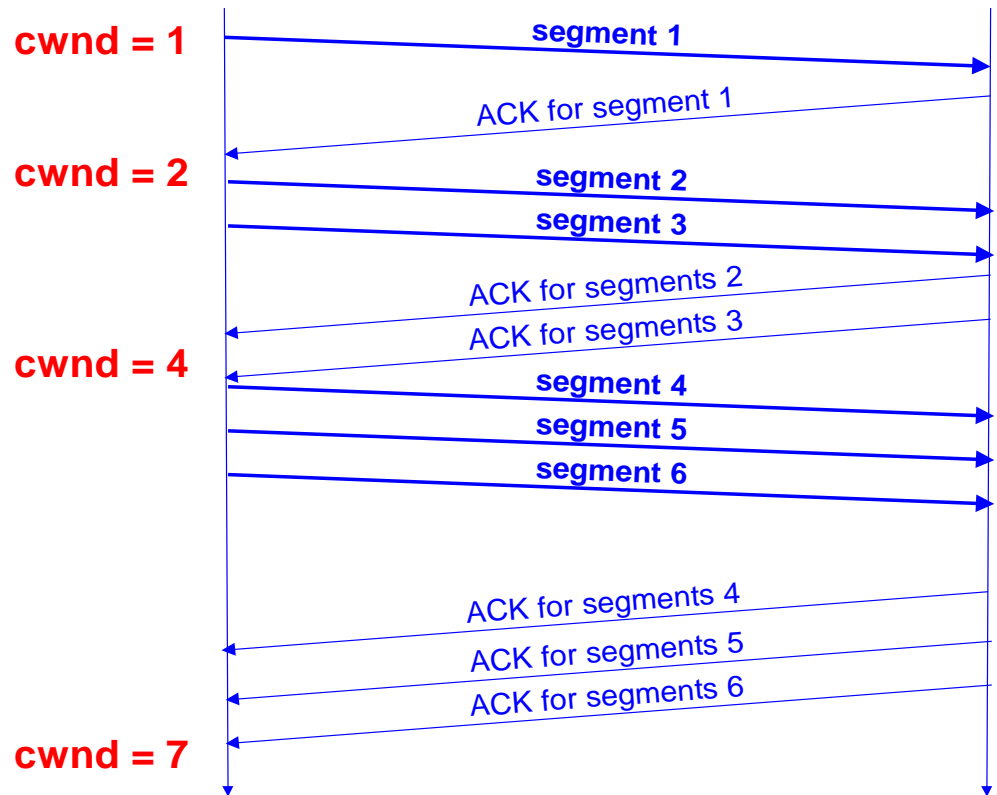 cwnd = 1
segment 1
ACK for segment 1
cwnd = 2
segment 2
segment 3
ACK for segments 2
ACK for segments 3
cwnd = 4
segment 4
segment 5
segment 6
ACK for segments 4
ACK for segments 5
ACK for segments 6
cwnd = 7